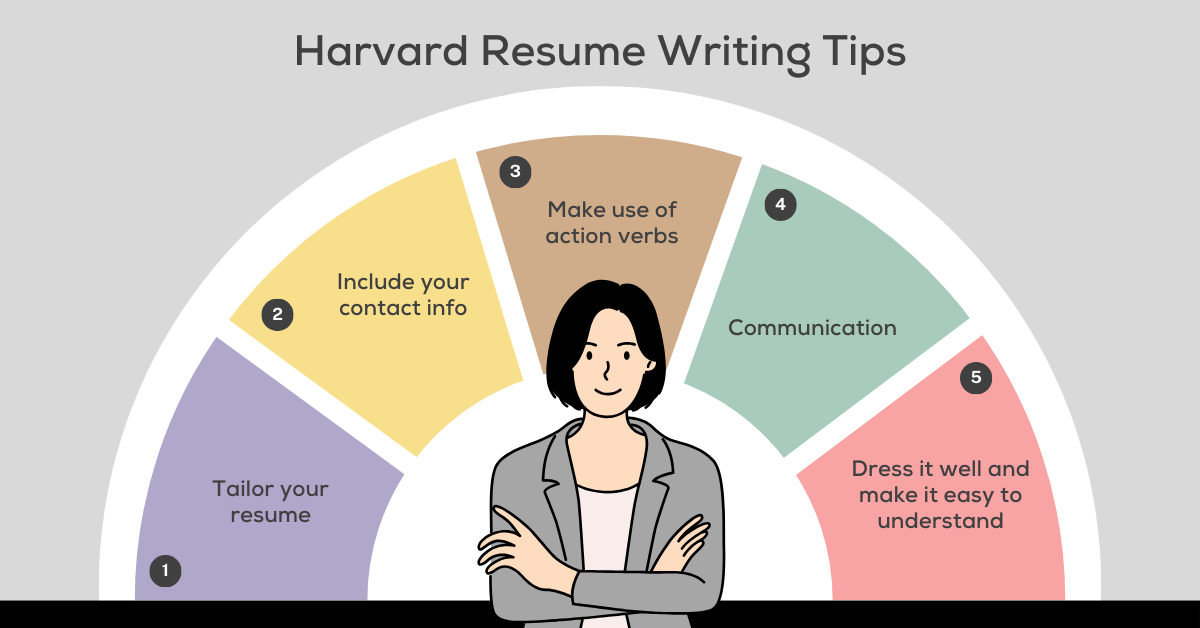 Harvard Resume Writing Tips
1
Tailor your
resume
2
Include your
contact info
3
Make use of
action verbs
4
Communication
5
Dress it well and
make it easy to
understand